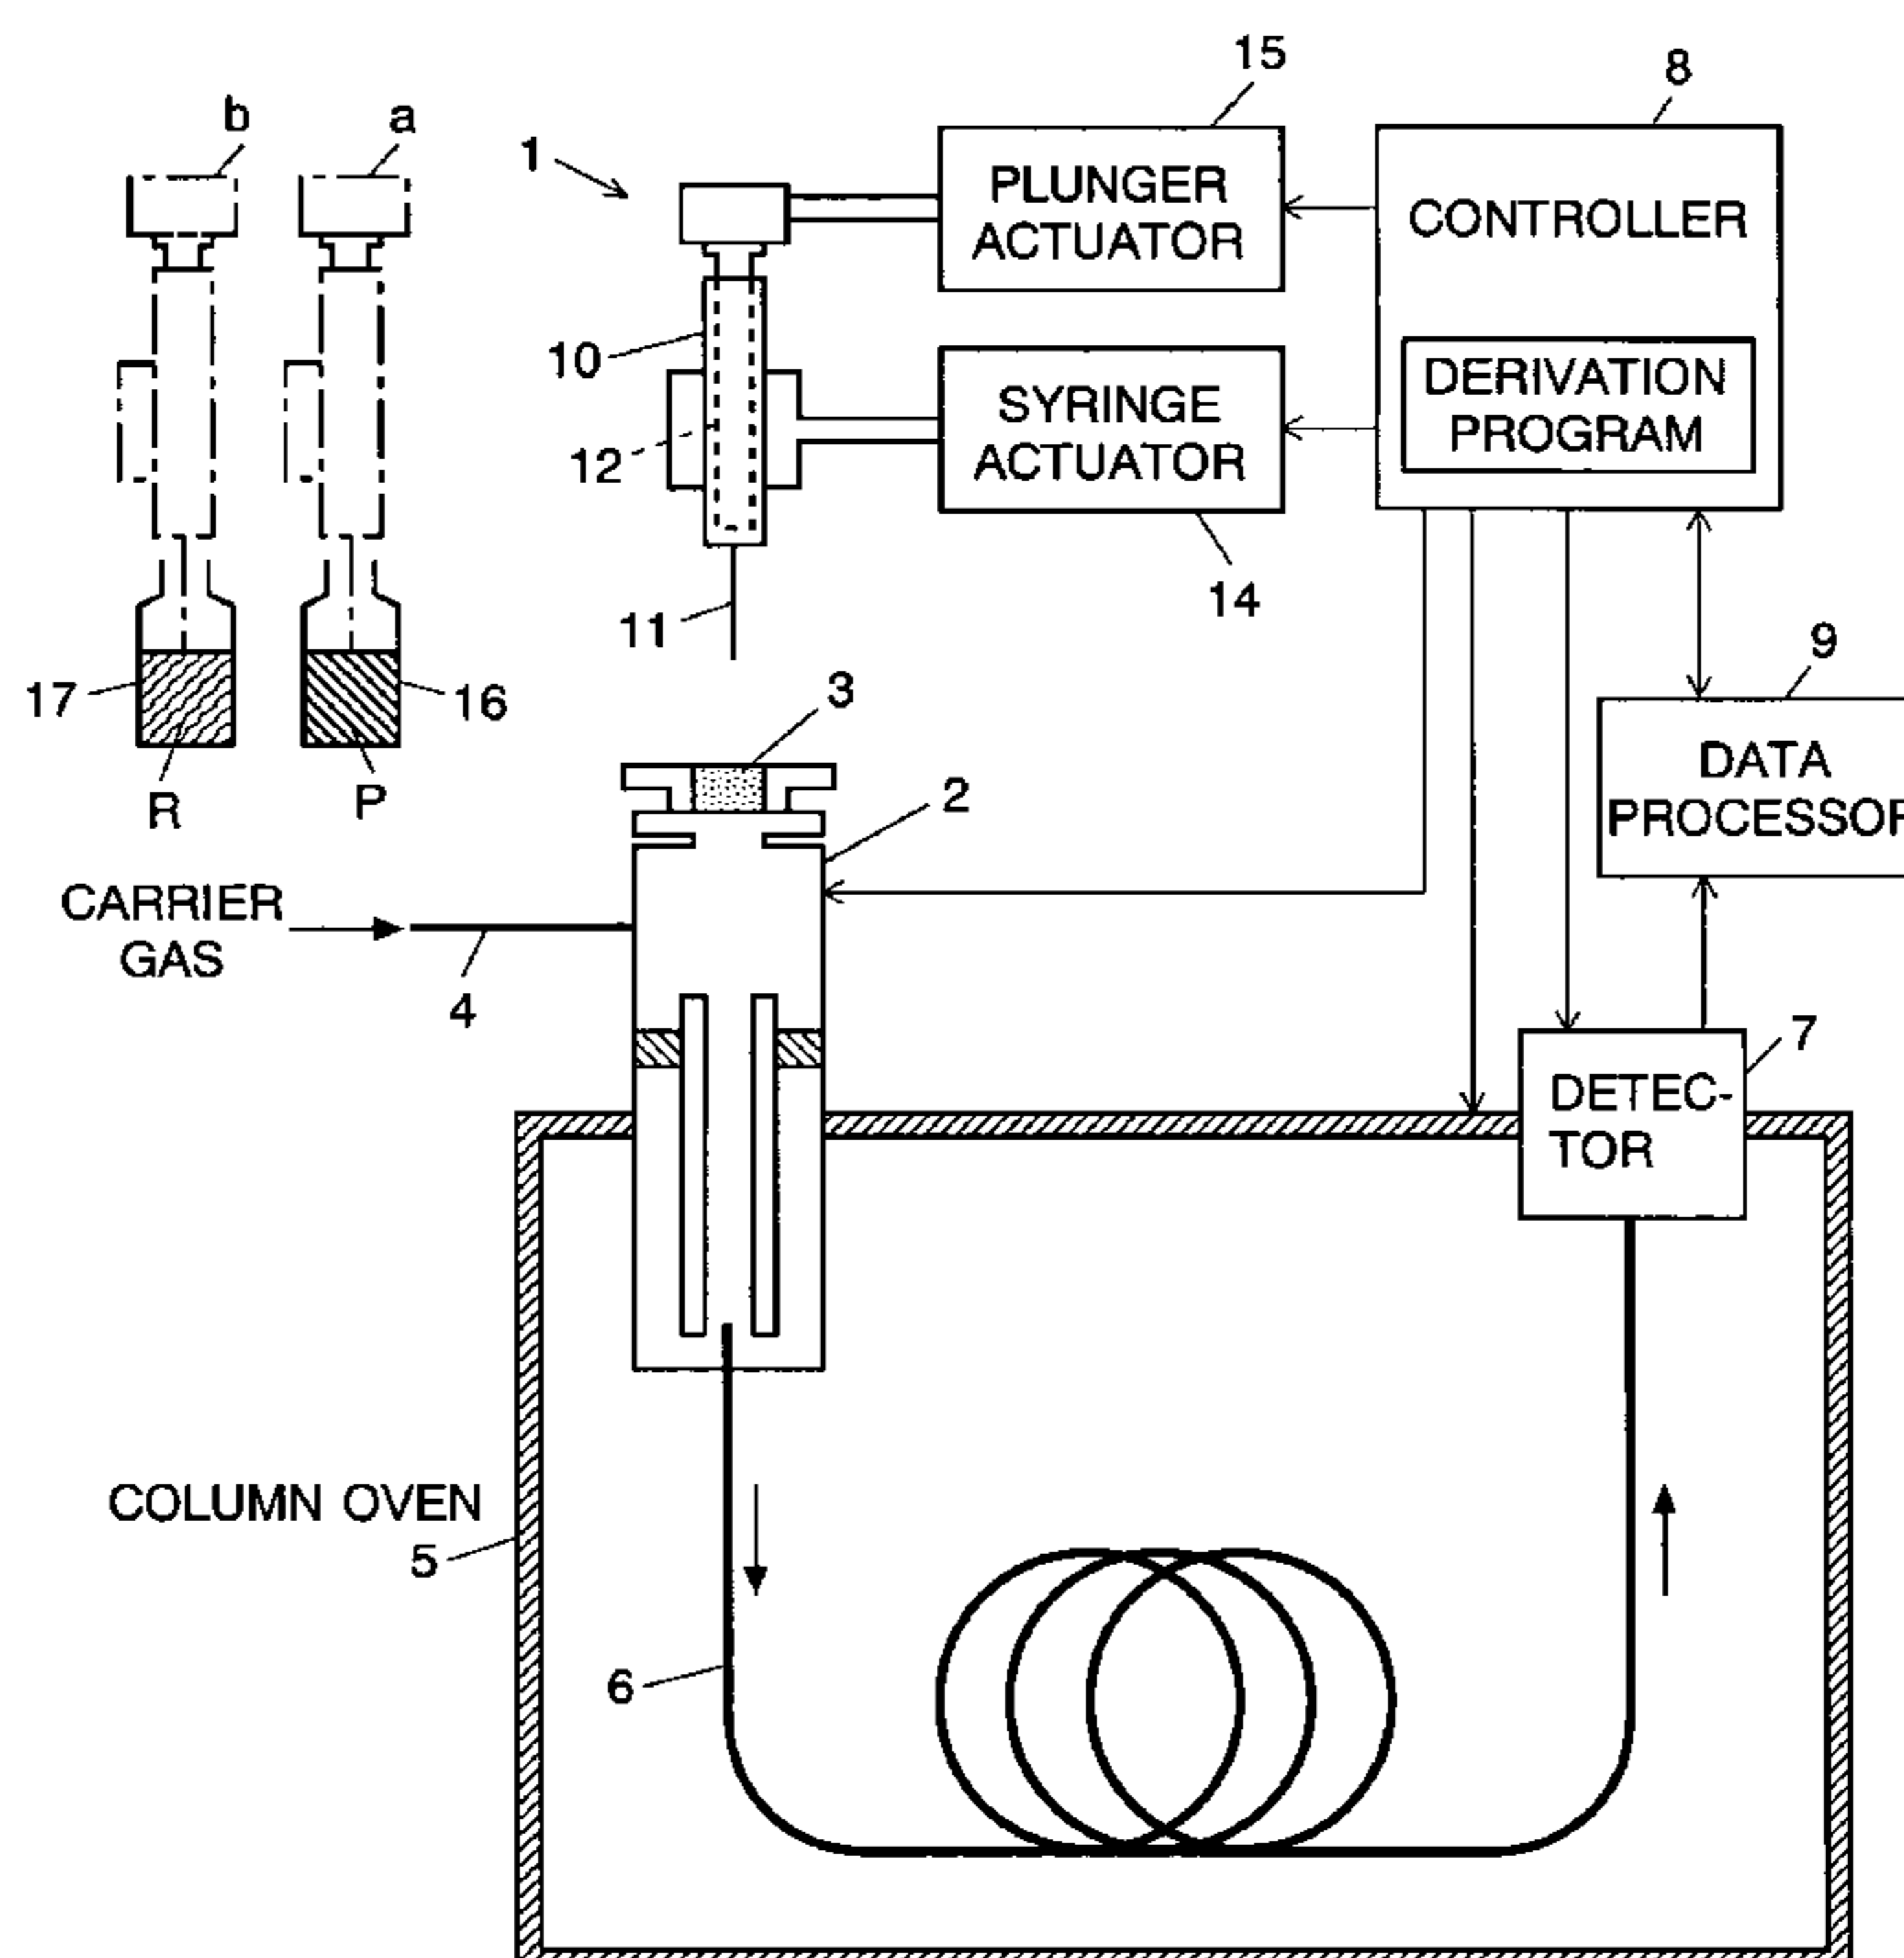 15
8
b
a
1
PLUNGER
ACTUATOR
CONTROLLER
10
DERIVATION
PROGRAM
SYRINGE
ACTUATOR
12
14
11
9
17
16
3
R
P
2
DATA
PROCESSOR
CARRIER
GAS
4
7
DETEC-
TOR
COLUMN OVEN
5
6